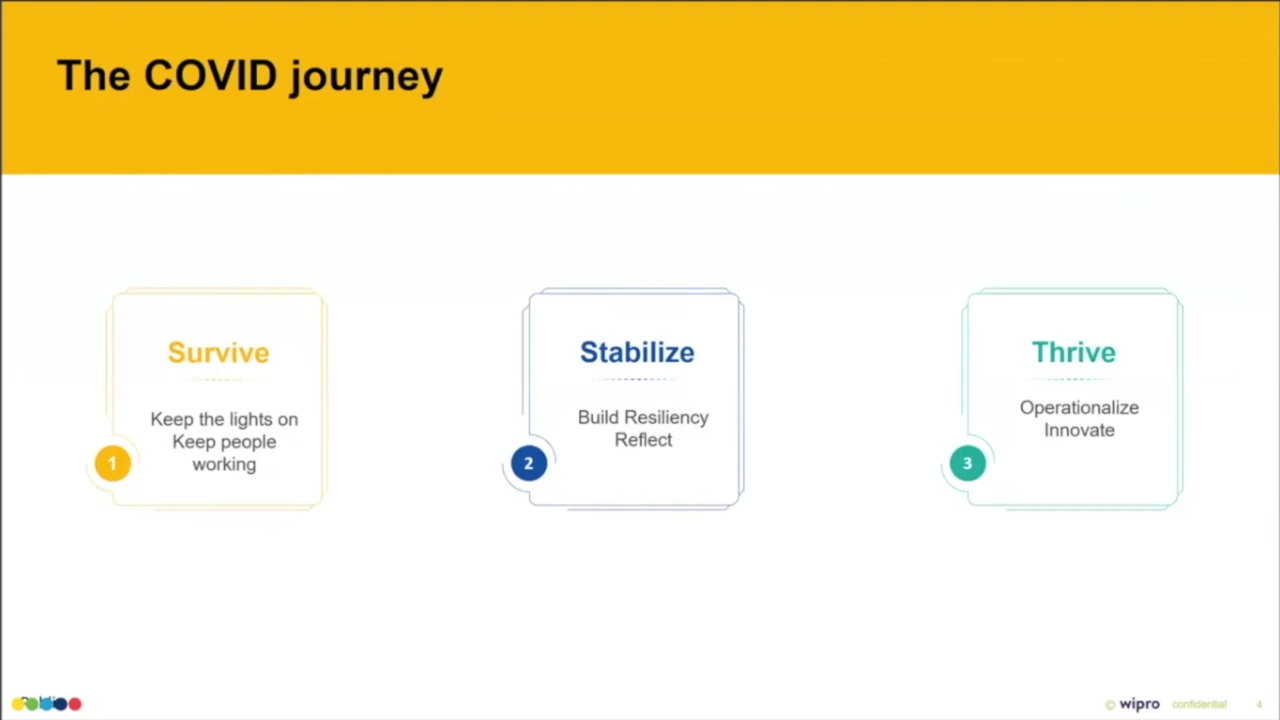 The COVID journey
Survive
Keep the lights on
Keep people
working
1
Stabilize
Build Resiliency
Reflect
2
Thrive
Operationalize
Innovate
3
© wipro confidential 4